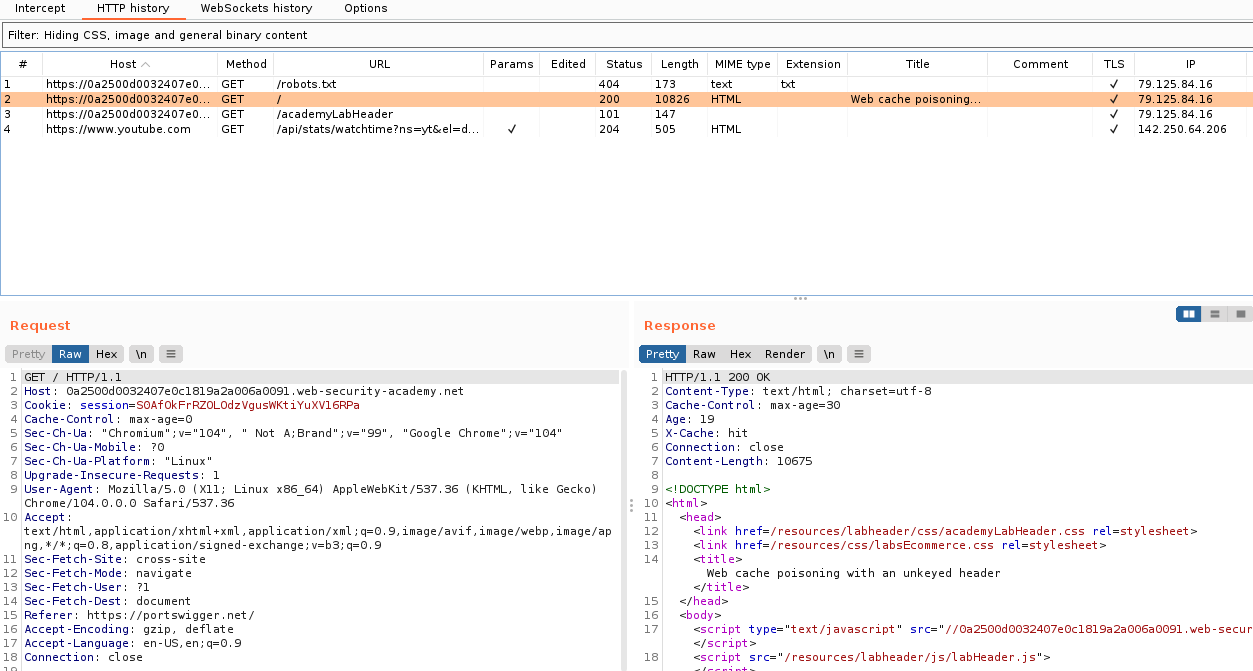 Intercept HTTP history WebSockets history Options
Filter: Hiding CSS, image and general binary content
# Host Method URL Params Edited Status Length MIME type Extension Title Comment TLS IP
1 https://0a2500d0032407e0... GET /robots.txt 404 173 text txt ✓ 79.125.84.16
2 https://0a2500d0032407e0... GET / 200 10826 HTML Web cache poisoning... ✓ 79.125.84.16
3 https://0a2500d0032407e0... GET /academyLabHeader 101 147 ✓ 79.125.84.16
4 https://www.youtube.com GET /api/stats/watchtime?ns=yt&el=d... ✓ 204 505 HTML ✓ 142.250.64.206
Request
Pretty Raw Hex \n
1 GET / HTTP/1.1
2 Host: 0a2500d0032407e0c1819a2a006a0091.web-security-academy.net
3 Cookie: session=S0AfOkFrRZOLOdzVgusWKtiYuXV16RPa
4 Cache-Control: max-age=0
5 Sec-Ch-Ua: "Chromium";v="104", " Not A;Brand";v="99", "Google Chrome";v="104"
6 Sec-Ch-Ua-Mobile: ?0
7 Sec-Ch-Ua-Platform: "Linux"
8 Upgrade-Insecure-Requests: 1
9 User-Agent: Mozilla/5.0 (X11; Linux x86_64) AppleWebKit/537.36 (KHTML, like Gecko)
Chrome/104.0.0.0 Safari/537.36
10 Accept:
text/html,application/xhtml+xml,application/xml;q=0.9,image/avif,image/webp,image/ap
ng,*/*;q=0.8,application/signed-exchange;v=b3;q=0.9
11 Sec-Fetch-Site: cross-site
12 Sec-Fetch-Mode: navigate
13 Sec-Fetch-User: ?1
14 Sec-Fetch-Dest: document
15 Referer: https://portswigger.net/
16 Accept-Encoding: gzip, deflate
17 Accept-Language: en-US,en;q=0.9
18 Connection: close
Response
Pretty Raw Hex Render \n
1 HTTP/1.1 200 OK
2 Content-Type: text/html; charset=utf-8
3 Cache-Control: max-age=30
4 Age: 19
5 X-Cache: hit
6 Connection: close
7 Content-Length: 10675
8
9 <!DOCTYPE html>
10 <html>
11 <head>
12 <link href=/resources/labheader/css/academyLabHeader.css rel=stylesheet>
13 <link href=/resources/css/labsEcommerce.css rel=stylesheet>
14 <title>
Web cache poisoning with an unkeyed header
</title>
15 </head>
16 <body>
17 <script type="text/javascript" src="//0a2500d0032407e0c1819a2a006a0091.web-secur
</script>
18 <script src="/resources/labheader/js/labHeader.js">